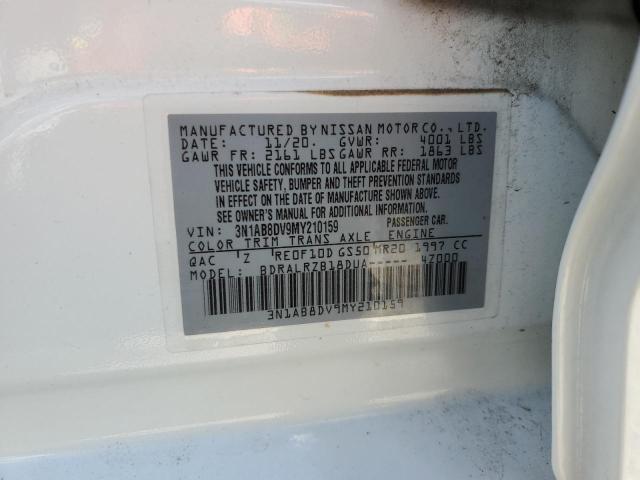 MANUFACTURED BY NISSAN MOTOR CO., LTD.
DATE: 11/20. GVWR: 4001 LBS
GAWR FR: 2161 LBS GAWR RR: 1863 LBS
THIS VEHICLE CONFORMS TO ALL APPLICABLE FEDERAL MOTOR
VEHICLE SAFETY, BUMPER AND THEFT PREVENTION STANDARDS
IN EFFECT ON THE DATE OF MANUFACTURE SHOWN ABOVE.
SEE OWNER'S MANUAL FOR ADDITIONAL INFORMATION.
VIN: 3N1AB8DV9MY210159 PASSENGER CAR.
COLOR TRIM TRANS AXLE ENGINE
QAC Z RE0F10D GS50 MR20 1997 CC
MODEL: BDRALRZB18DUA----- 47000
3N1AB8DV9MY210159